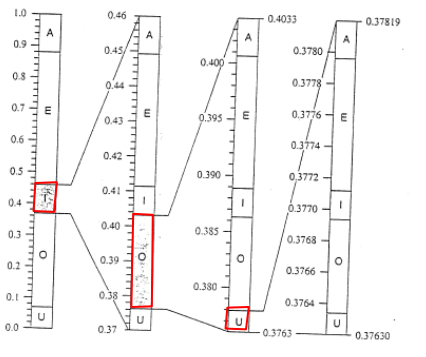 1.0
A
0.9
0.8
0.7
E
0.6
0.5
I
0.4
0.3
O
0.2
0.1
U
0.0
0.46
A
0.45
0.44
0.43
E
0.42
0.41
I
0.40
0.39
O
0.38
U
0.37
0.4033
A
0.400
0.395
E
0.390
I
0.385
O
0.380
U
0.3763
0.37819
A
0.3780
0.3778
0.3776
E
0.3774
0.3772
I
0.3770
O
0.3766
0.3764
U
0.37630